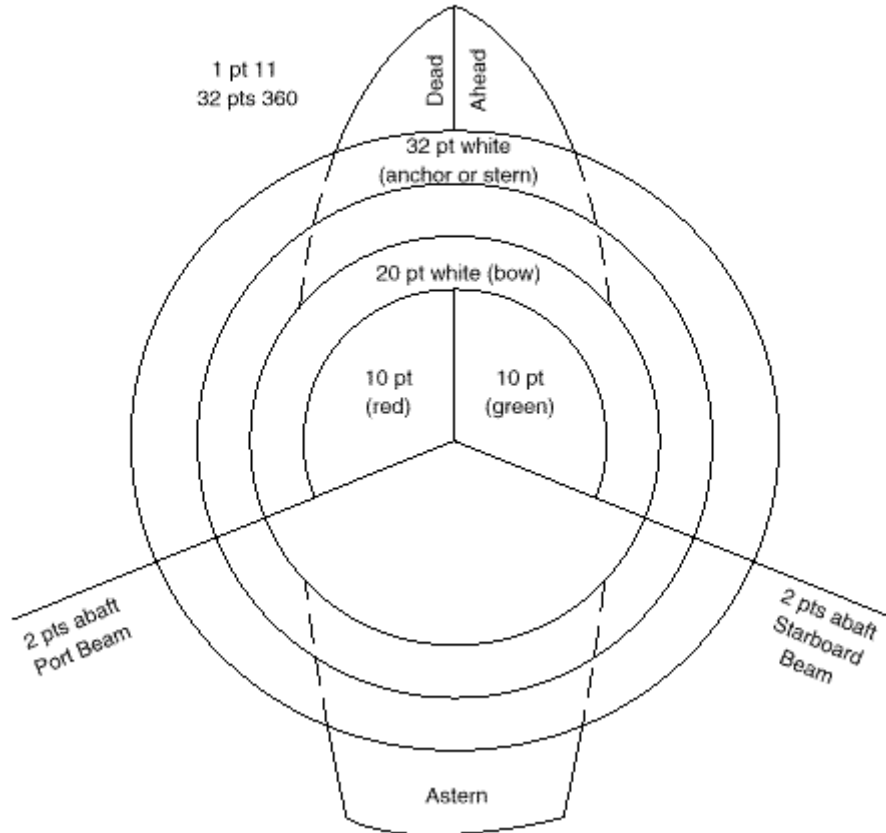 1 pt 11
32 pts 360
Dead
Ahead
32 pt white
(anchor or stern)
20 pt white (bow)
10 pt
(red)
10 pt
(green)
2 pts abaft
Port Beam
2 pts abaft
Starboard
Beam
Astern